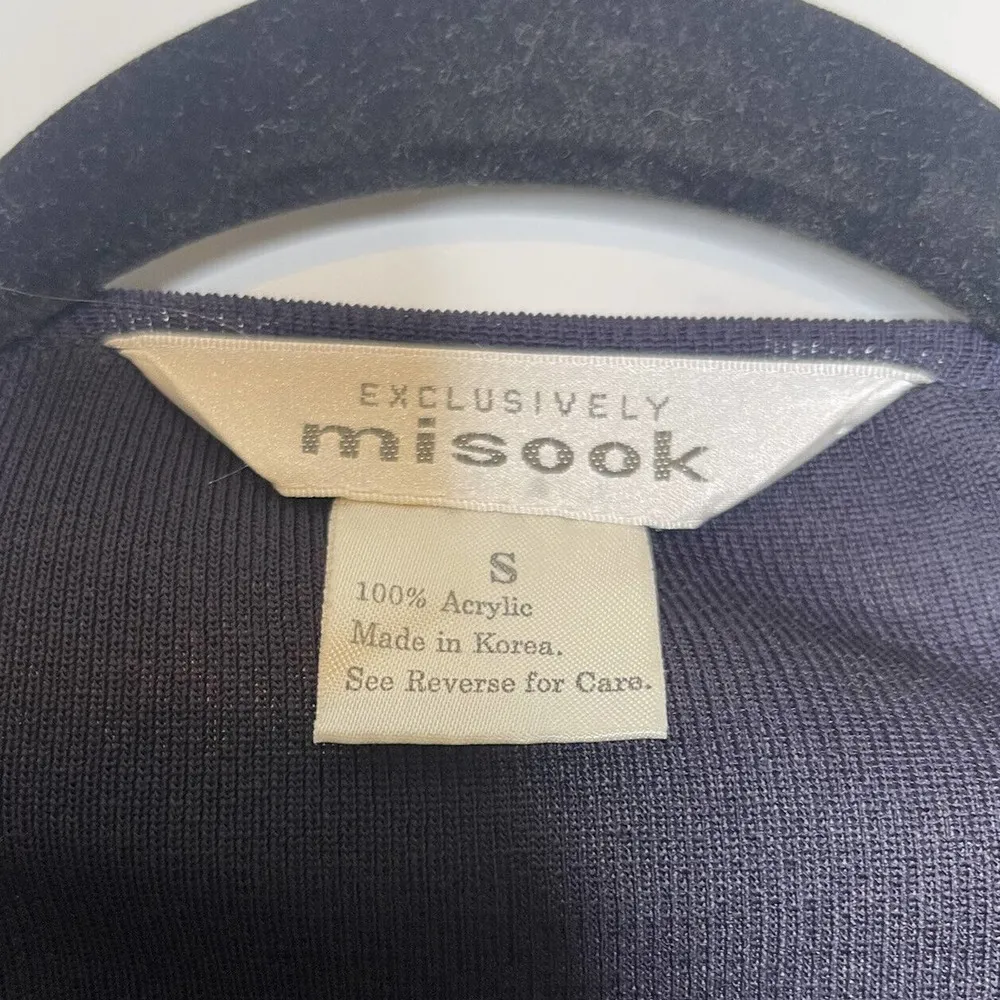 EXCLUSIVELY
misook
S
100% Acrylic
Made in Korea.
See Reverse for Care.